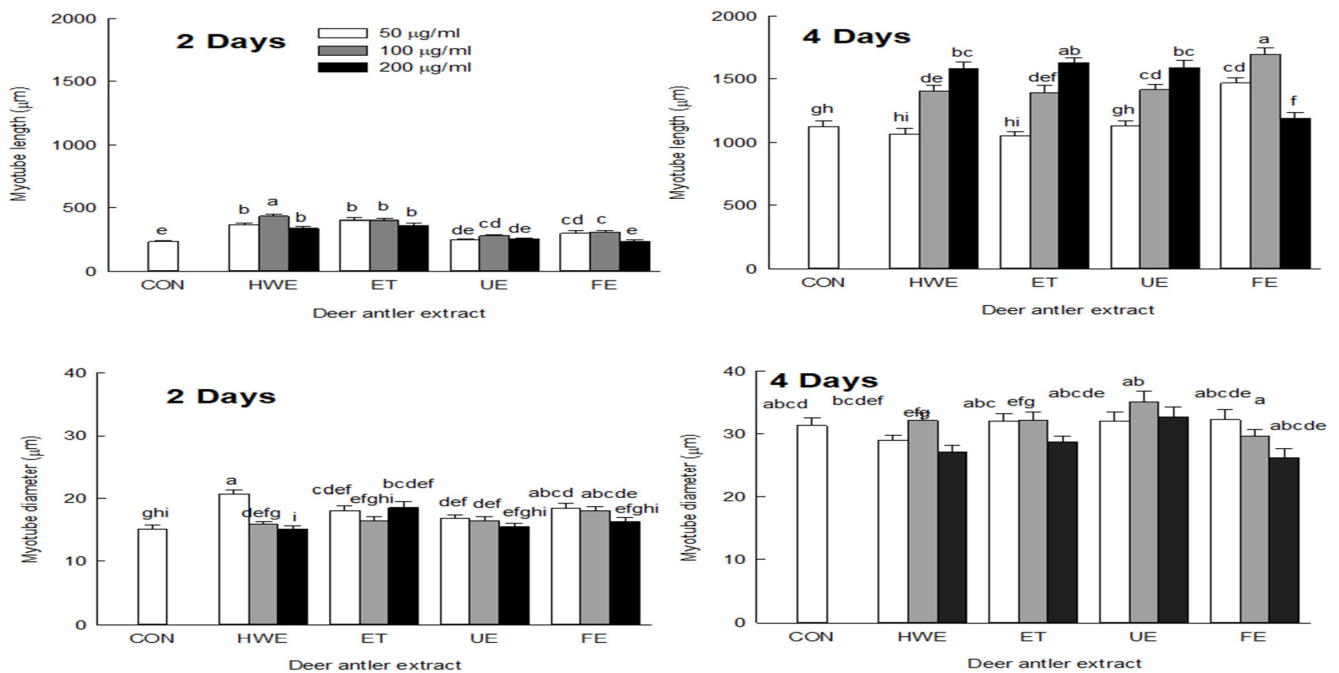 2 Days
50 μg/ml
100 μg/ml
200 μg/ml
Myotube length (μm)
2000
1500
1000
500
0
e
b a b
b b b
de cd de
cd c e
CON HWE ET UE FE
Deer antler extract
4 Days
Myotube length (μm)
2000
1500
1000
500
0
gh
hi de bc
hi def ab
gh cd bc
cd a f
CON HWE ET UE FE
Deer antler extract
2 Days
Myotube diameter (μm)
40
30
20
10
0
ghi
a defg i
cdef efghi bcdef
def def efghi
abcd abcde efghi
CON HWE ET UE FE
Deer antler extract
4 Days
Myotube diameter (μm)
40
30
20
10
0
abcd
bcdef efg
abc efg abcde
ab
abcde a abcde
CON HWE ET UE FE
Deer antler extract